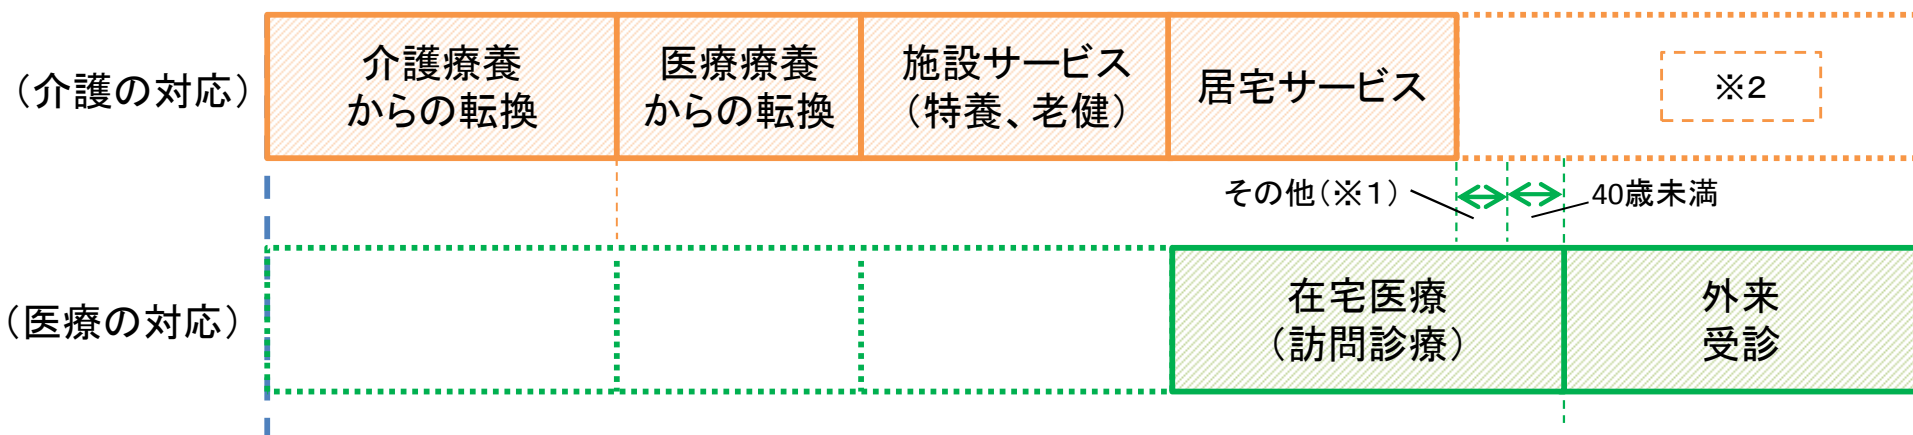 （介護の対応）
介護療養
からの転換
医療療養
からの転換
施設サービス
（特養、老健）
居宅サービス
※2
その他（※1）
40歳未満
（医療の対応）
在宅医療
（訪問診療）
外来
受診